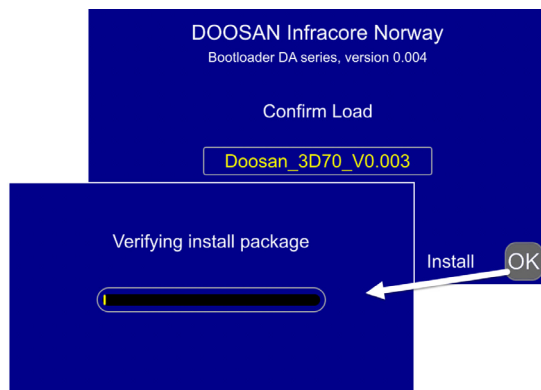 DOOSAN Infracore Norway
Bootloader DA series, version 0.004
Confirm Load
Doosan_3D70_V0.003
Verifying install package
Install OK